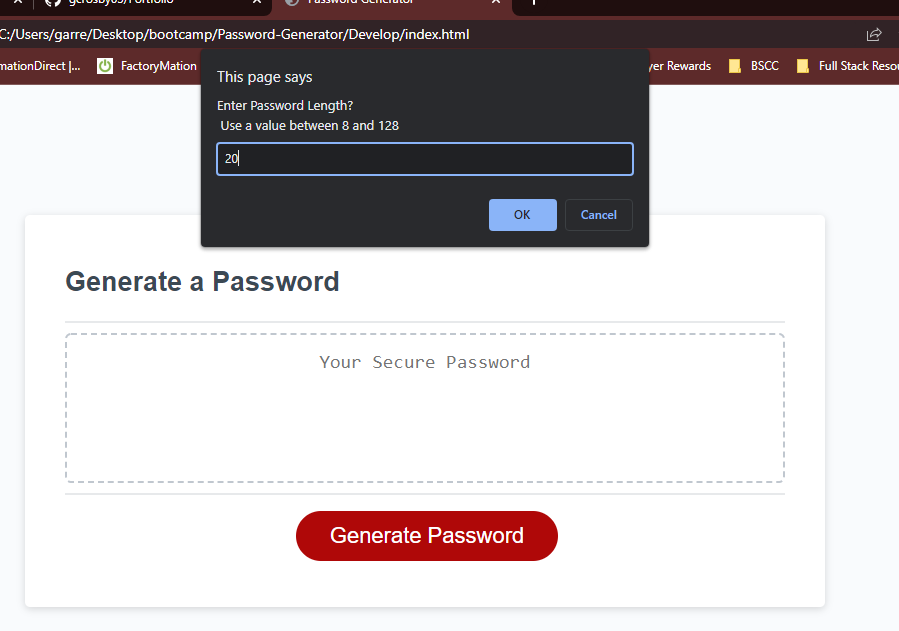 gcrosby05/Portfolio
Password Generator
C:/Users/garre/Desktop/bootcamp/Password-Generator/Develop/index.html
mationDirect |...
FactoryMation
yer Rewards
BSCC
Full Stack Resou
This page says
Enter Password Length?
Use a value between 8 and 128
20
OK
Cancel
Generate a Password
Your Secure Password
Generate Password